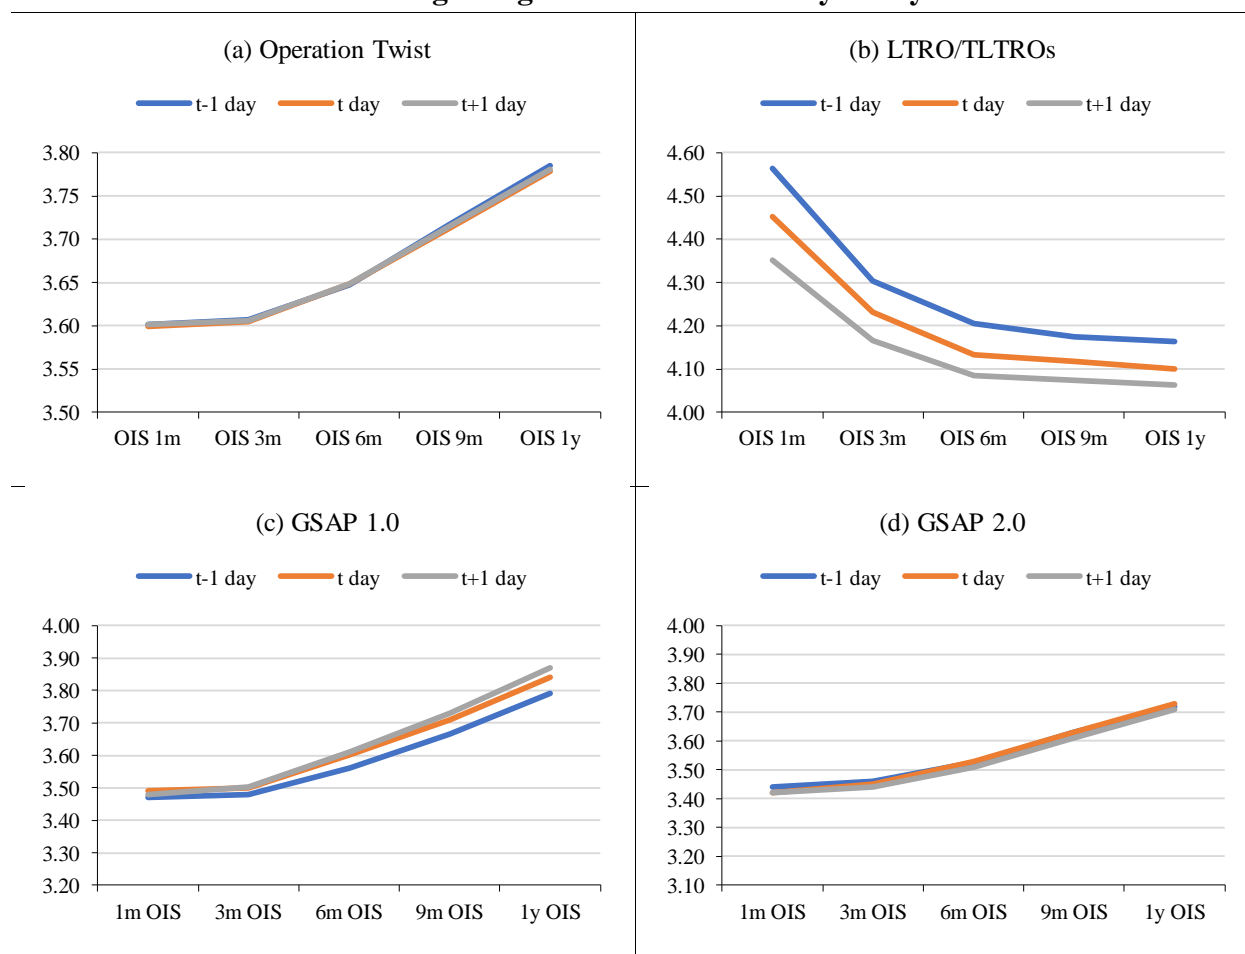 (a) Operation Twist
t-1 day t day t+1 day
3.80
3.75
3.70
3.65
3.60
3.55
3.50
OIS 1m OIS 3m OIS 6m OIS 9m OIS 1y
(b) LTRO/TLTROs
t-1 day t day t+1 day
4.60
4.50
4.40
4.30
4.20
4.10
4.00
OIS 1m OIS 3m OIS 6m OIS 9m OIS 1y
(c) GSAP 1.0
t-1 day t day t+1 day
4.00
3.90
3.80
3.70
3.60
3.50
3.40
3.30
3.20
1m OIS 3m OIS 6m OIS 9m OIS 1y OIS
(d) GSAP 2.0
t-1 day t day t+1 day
4.00
3.90
3.80
3.70
3.60
3.50
3.40
3.30
3.20
3.10
1m OIS 3m OIS 6m OIS 9m OIS 1y OIS